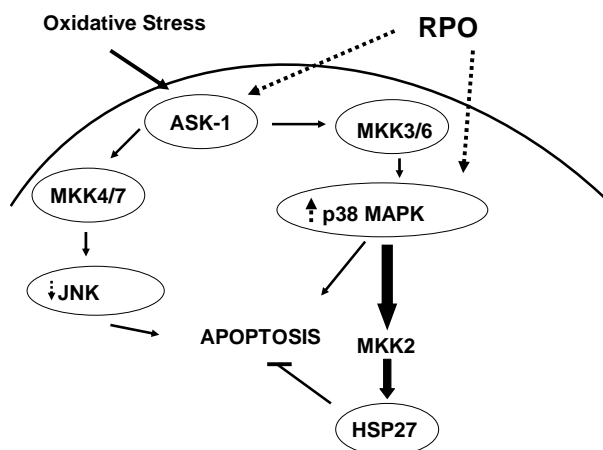 Oxidative Stress
RPO
ASK-1
MKK3/6
MKK4/7
p38 MAPK
JNK
APOPTOSIS
MKK2
HSP27